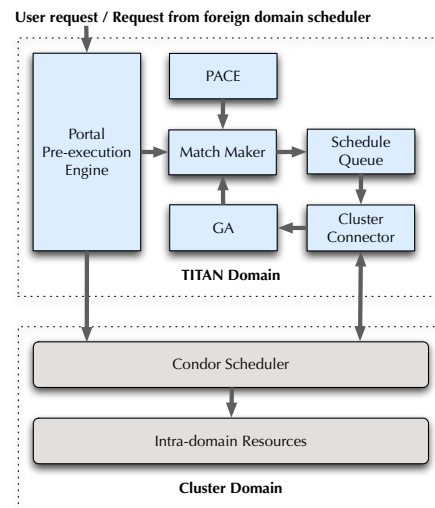 User request / Request from foreign domain scheduler
PACE
Portal
Pre-execution
Engine
Match Maker
Schedule
Queue
GA
Cluster
Connector
TITAN Domain
Condor Scheduler
Intra-domain Resources
Cluster Domain